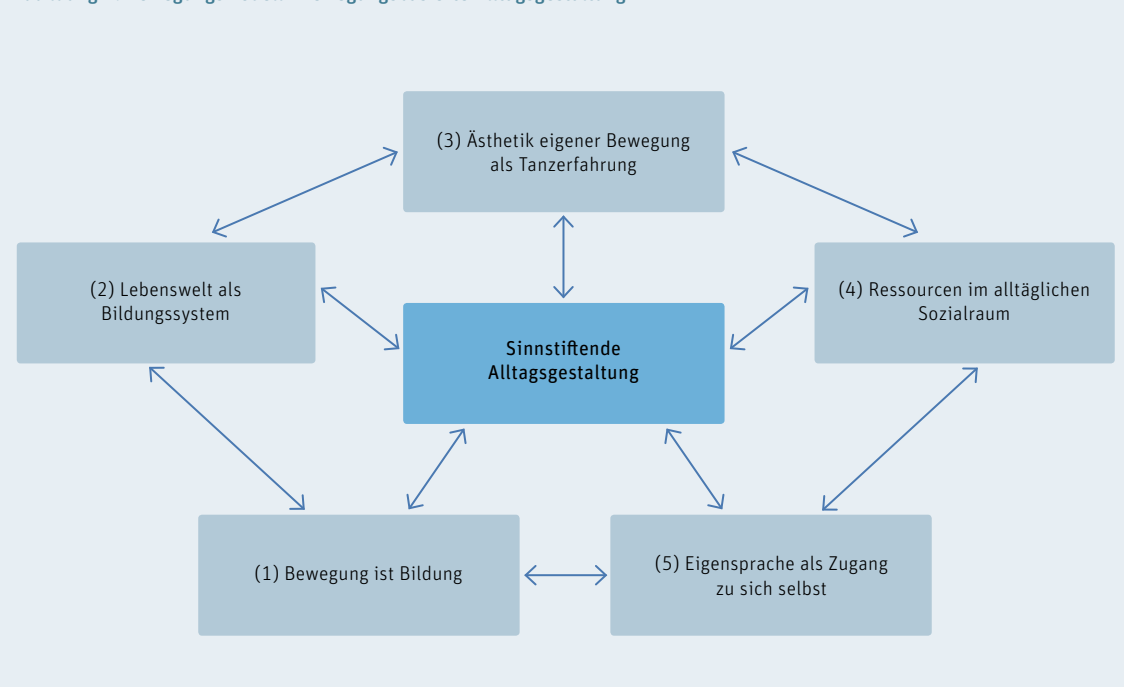 (3) Ästhetik eigener Bewegung
als Tanzerfahrung
(2) Lebenswelt als
Bildungssystem
(4) Ressourcen im alltäglichen
Sozialraum
Sinnstiftende
Alltagsgestaltung
(1) Bewegung ist Bildung
(5) Eigensprache als Zugang
zu sich selbst